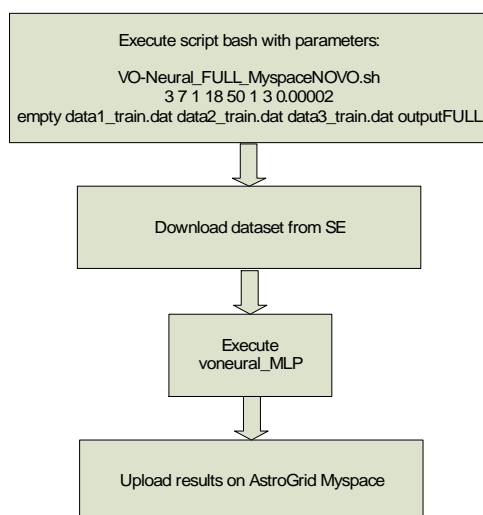 Execute script bash with parameters:
VO-Neural_FULL_MyspaceNOVO.sh
3 7 1 18 50 1 3 0.00002
empty data1_train.dat data2_train.dat data3_train.dat outputFULL
Download dataset from SE
Execute
voneural_MLP
Upload results on AstroGrid Myspace